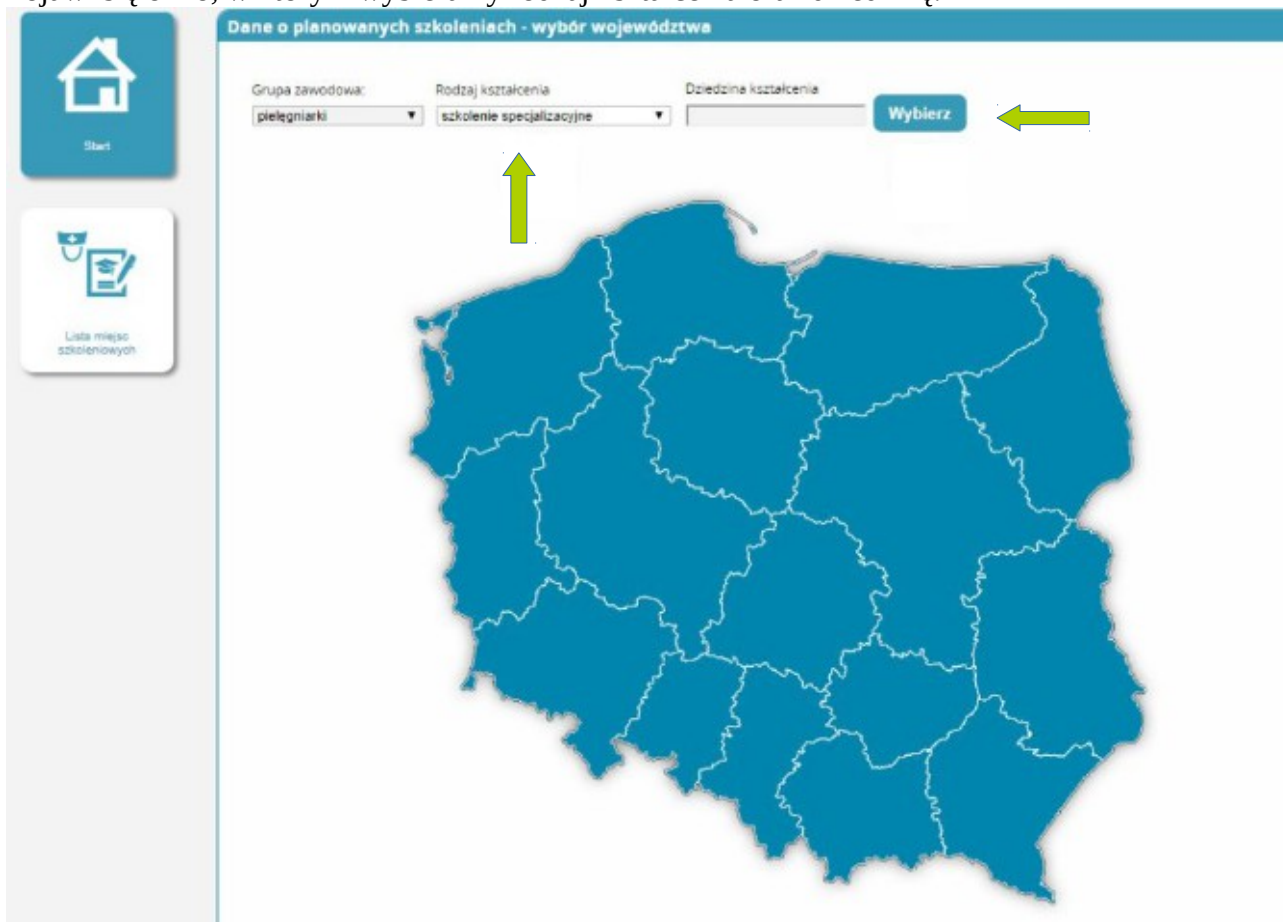 Dane o planowanych szkoleniach - wybór województwa
Grupa zawodowa:
Rodzaj kształcenia
Dziedzina kształcenia
pielęgniarki
szkolenie specjalizacyjne
Wybierz
Start
Lista miejsc
szkoleniowych